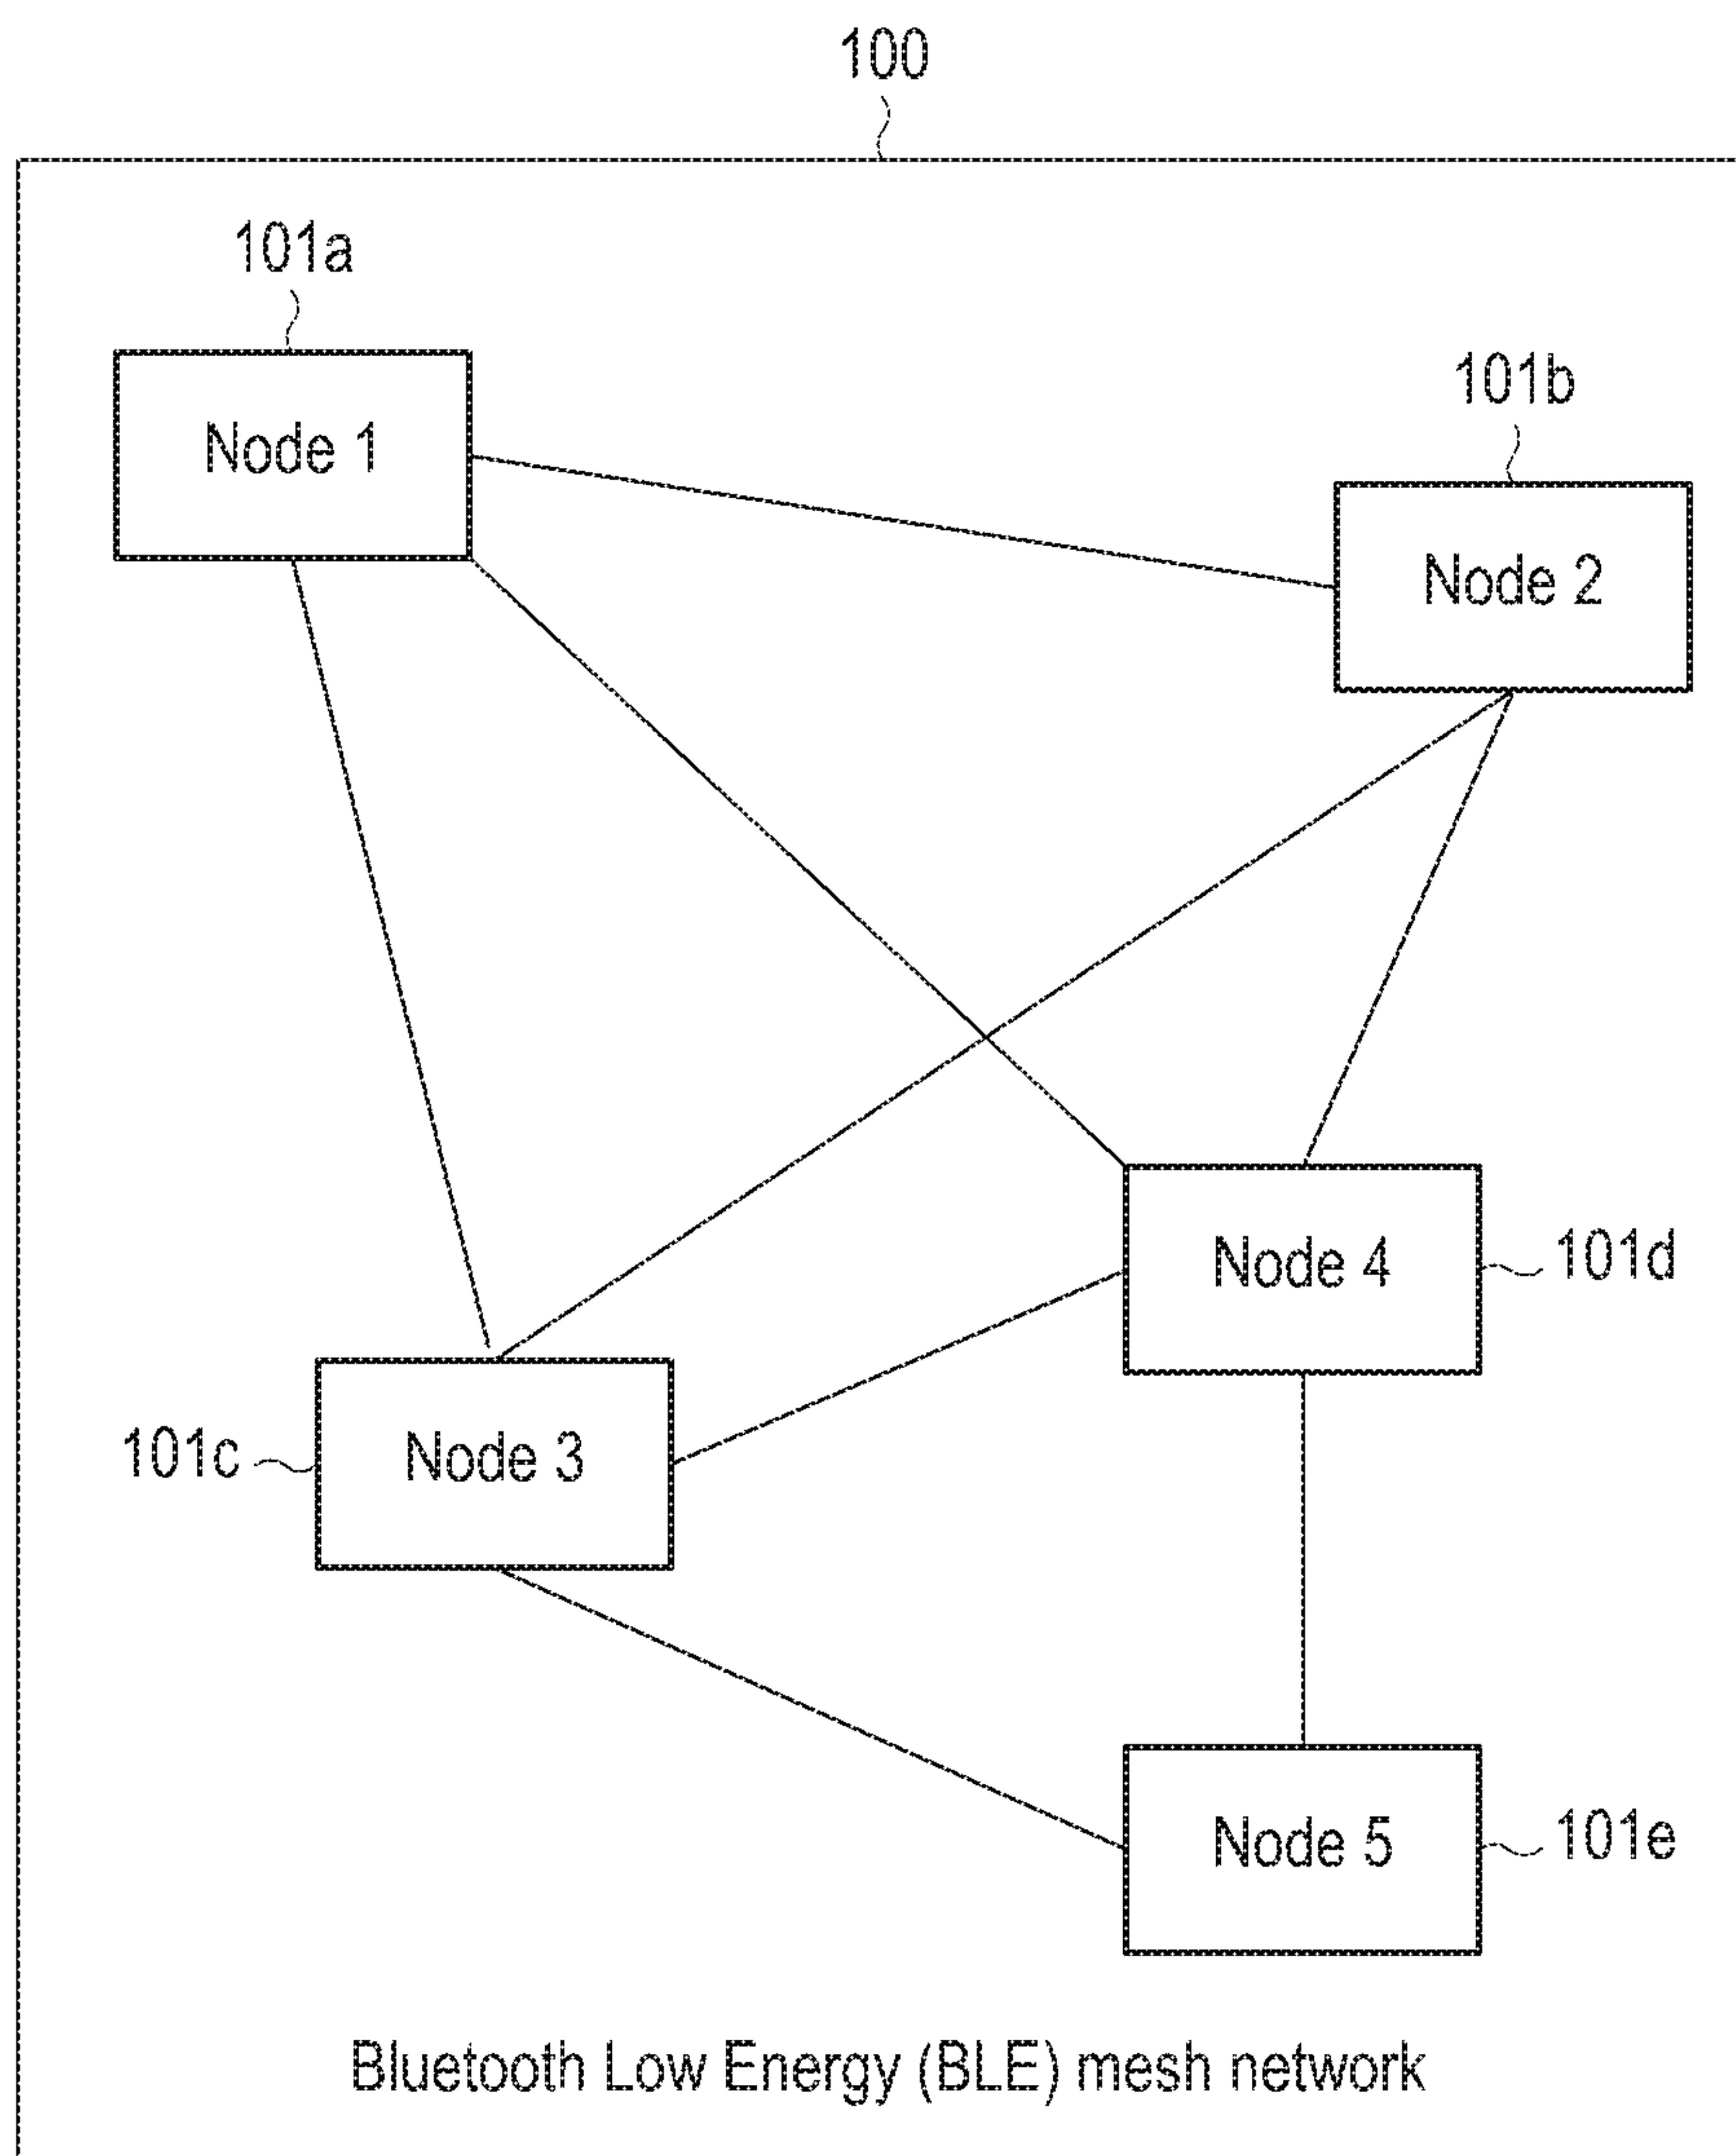 100
101a
101b
Node 1
Node 2
Node 4
101d
101c
Node 3
Node 5
101e
Bluetooth Low Energy (BLE) mesh network